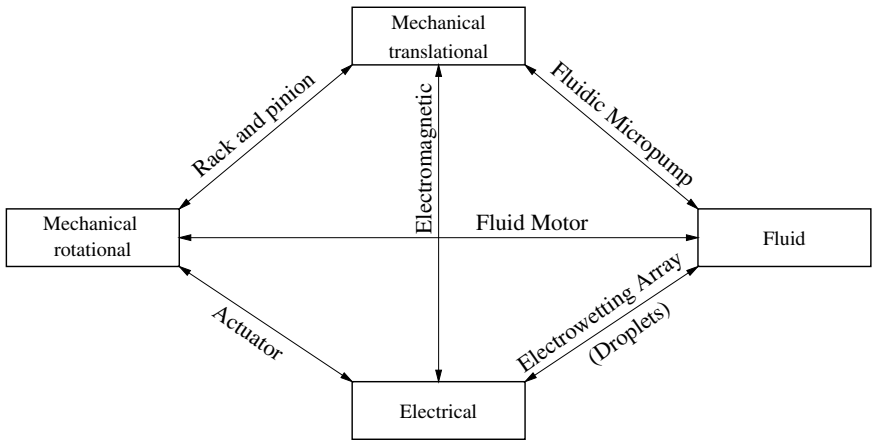 Mechanical
translational
Rack and pinion
Electromagnetic
Fluidic Micropump
Mechanical
rotational
Fluid Motor
Fluid
Actuator
Electrowetting Array
(Droplets)
Electrical